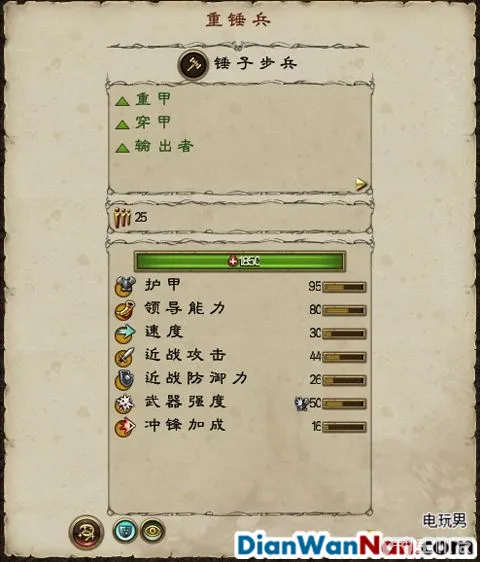 重锤兵
锤子步兵
重甲
穿甲
输出者
25
1850
护甲 95
领导能力 80
速度 30
近战攻击 44
近战防御力 26
武器强度 50
冲锋加成 16
电玩男
DianWanNan.com